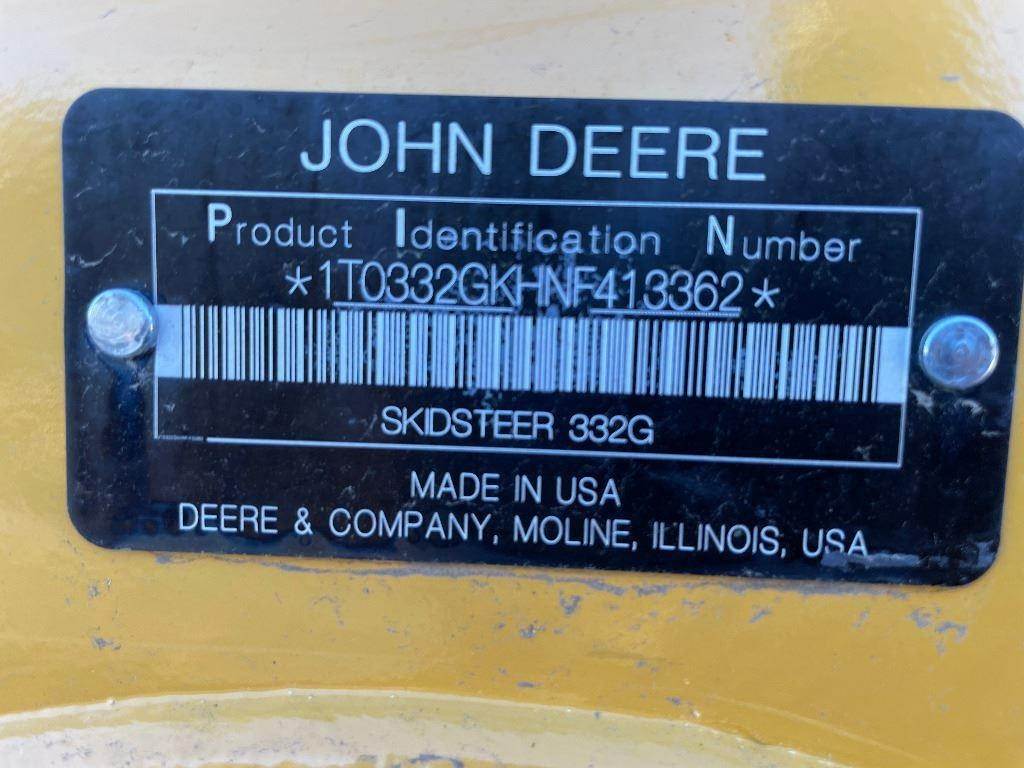 JOHN DEERE
Product Identification Number
*1T0332GKHNF413362*
SKIDSTEER 332G
MADE IN USA
DEERE & COMPANY, MOLINE, ILLINOIS, USA